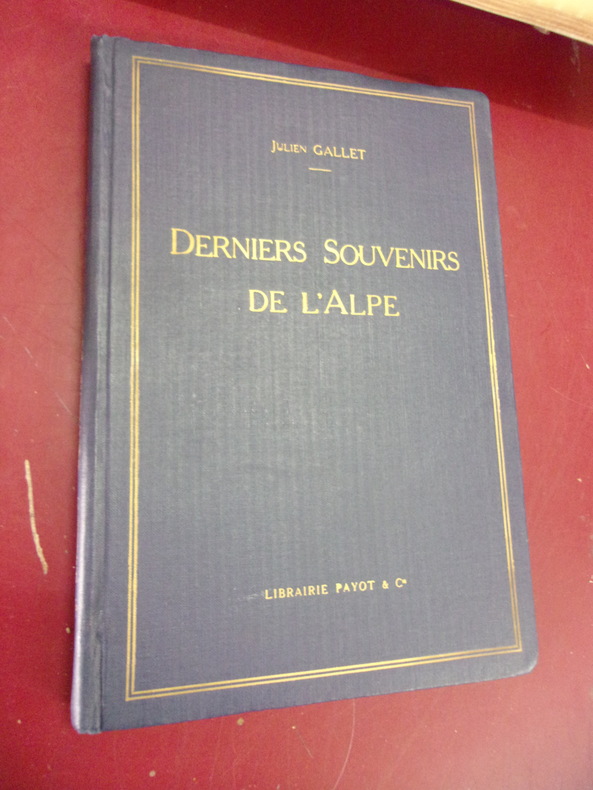 Julien GALLET
DERNIERS SOUVENIRS
DE L'ALPE
LIBRAIRIE PAYOT & Cie